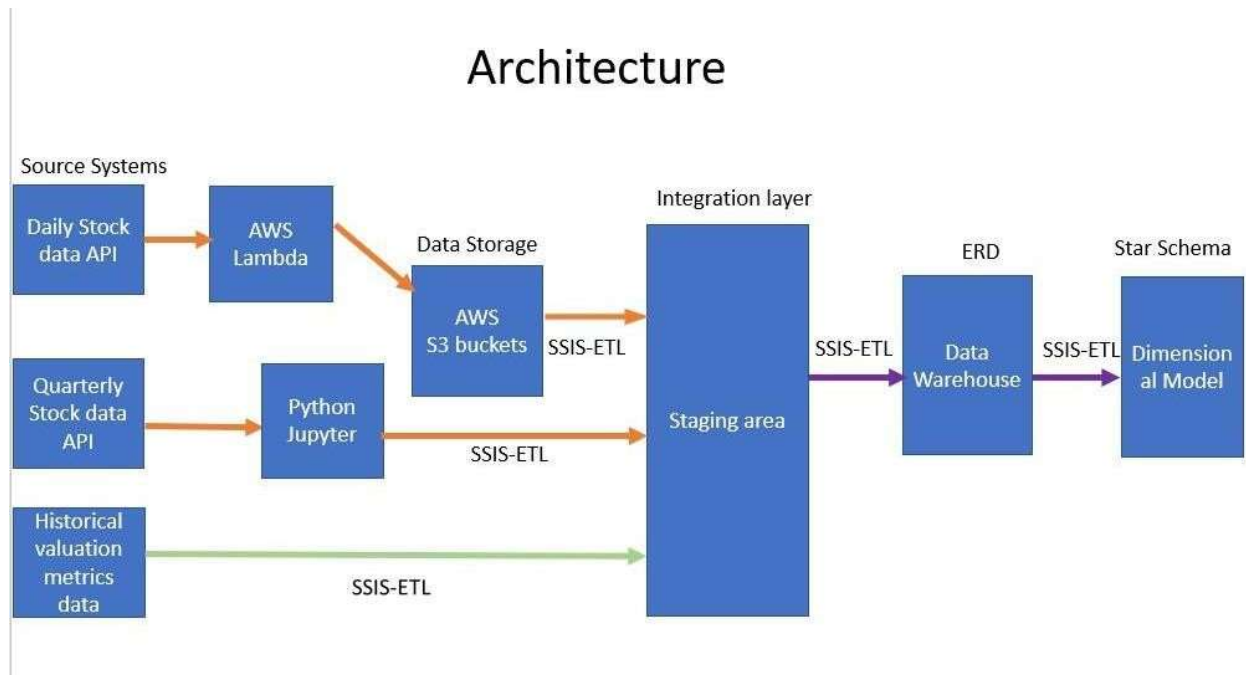 Architecture
Source Systems
Daily Stock
data API
AWS
Lambda
Data Storage
AWS
S3 buckets
SSIS-ETL
Quarterly
Stock data
API
Python
Jupyter
SSIS-ETL
Historical
valuation
metrics
data
SSIS-ETL
Integration layer
Staging area
SSIS-ETL
ERD
Data
Warehouse
SSIS-ETL
Star Schema
Dimension
al Model